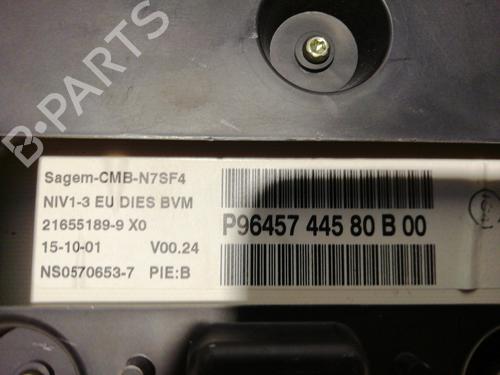 B-PARTS
Sagem-CMB-N7SF4
NIV1-3 EU DIES BVM
21655189-9 X0
15-10-01 V00.24
NS0570653-7 PIE:B
P96457 445 80 B 00